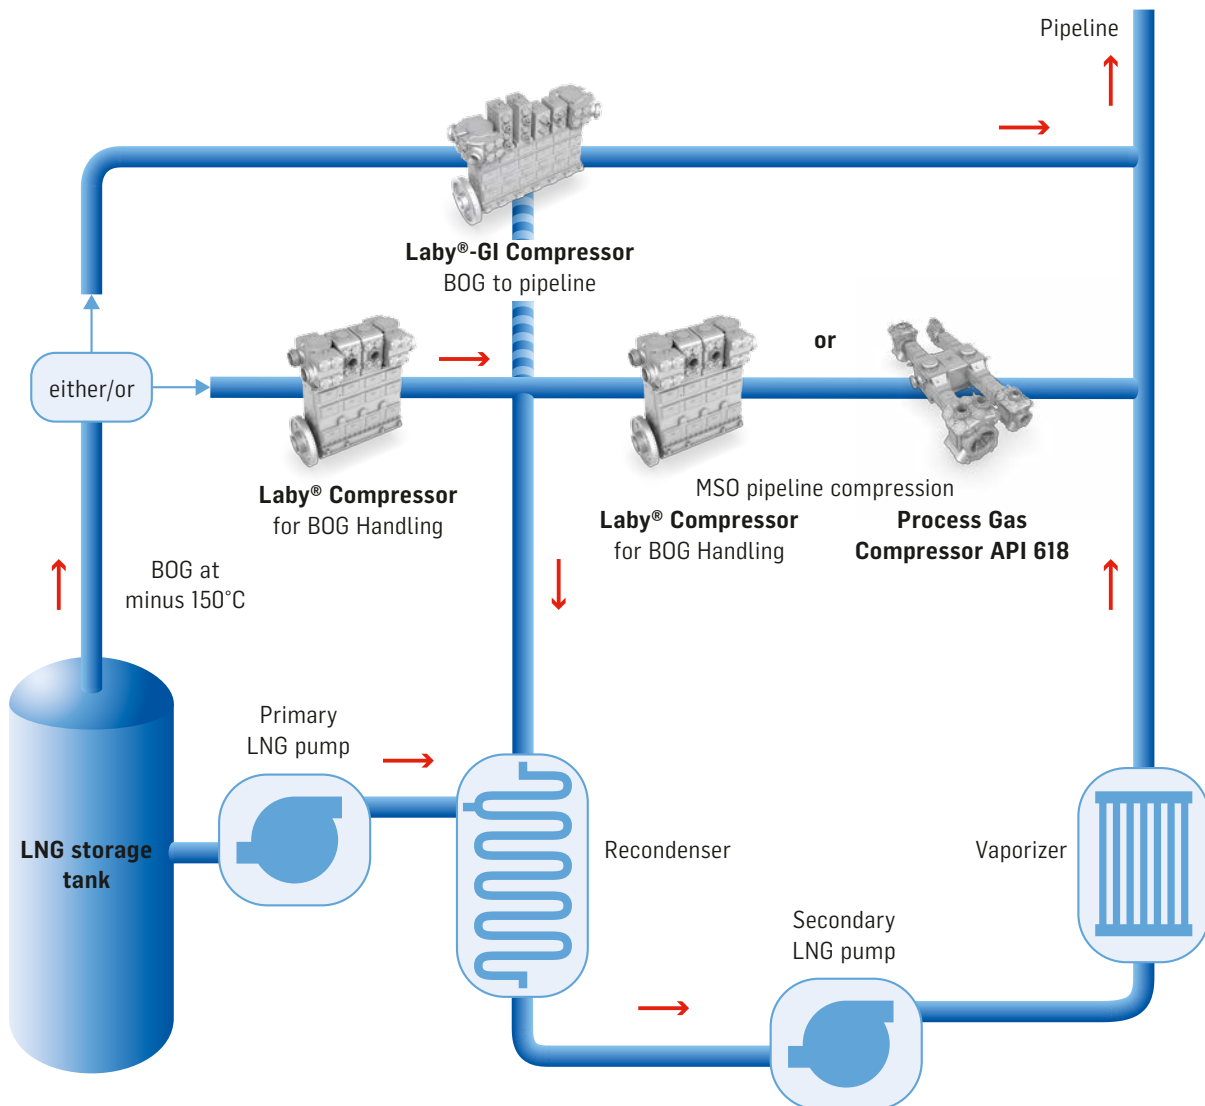 Pipeline
Laby®-GI Compressor
BOG to pipeline
or
either/or
MSO pipeline compression
Laby® Compressor
for BOG Handling
Laby® Compressor
for BOG Handling
Process Gas
Compressor API 618
BOG at
minus 150°C
Primary
LNG pump
LNG storage
tank
Recondenser
Vaporizer
Secondary
LNG pump